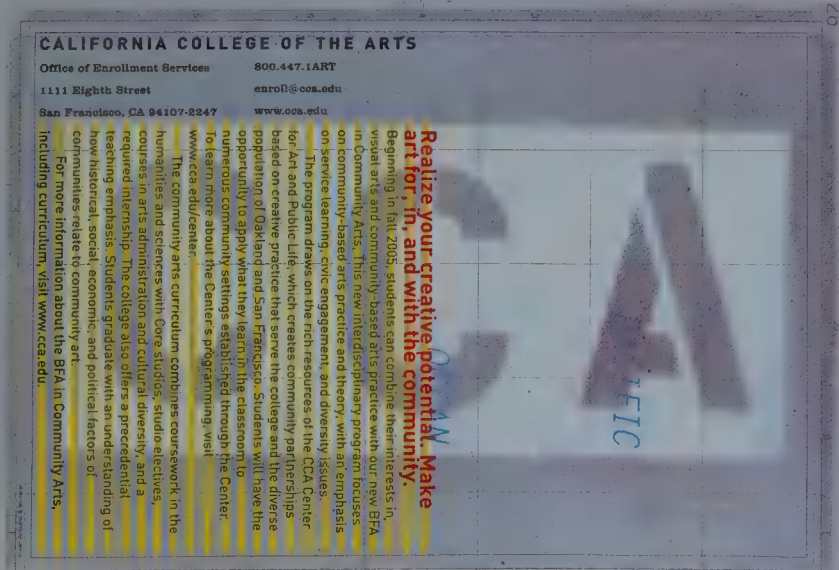 CALIFORNIA COLLEGE OF THE ARTS
Office of Enrollment Services
1111 Eighth Street
San Francisco, CA 94107-2247
800.447.1ART
enroll@cca.edu
www.cca.edu
Realize your creative potential. Make
art for, in, and with the community.
Beginning in fall 2005, students can combine their interests in
visual arts and community-based arts practice with our new BFA
in Community Arts. This new interdisciplinary program focuses
on community-based arts practice and theory, with an emphasis
on service learning, civic engagement, and diversity issues.
The program draws on the rich resources of the CCA Center
for Art and Public Life, which creates community partnerships
based on creative practice that serve the college and the diverse
population of Oakland and San Francisco. Students will have the
opportunity to apply what they learn in the classroom to
numerous community settings established through the Center.
To learn more about the Center's programming, visit
www.cca.edu/center.
The community arts curriculum combines coursework in the
humanities and sciences with Core studios, studio electives,
courses in arts administration and cultural diversity, and a
required internship. The college also offers a precredential
teaching emphasis. Students graduate with an understanding of
how historical, social, economic, and political factors of
communities relate to community art.
For more information about the BFA in Community Arts,
including curriculum, visit www.cca.edu.
CA